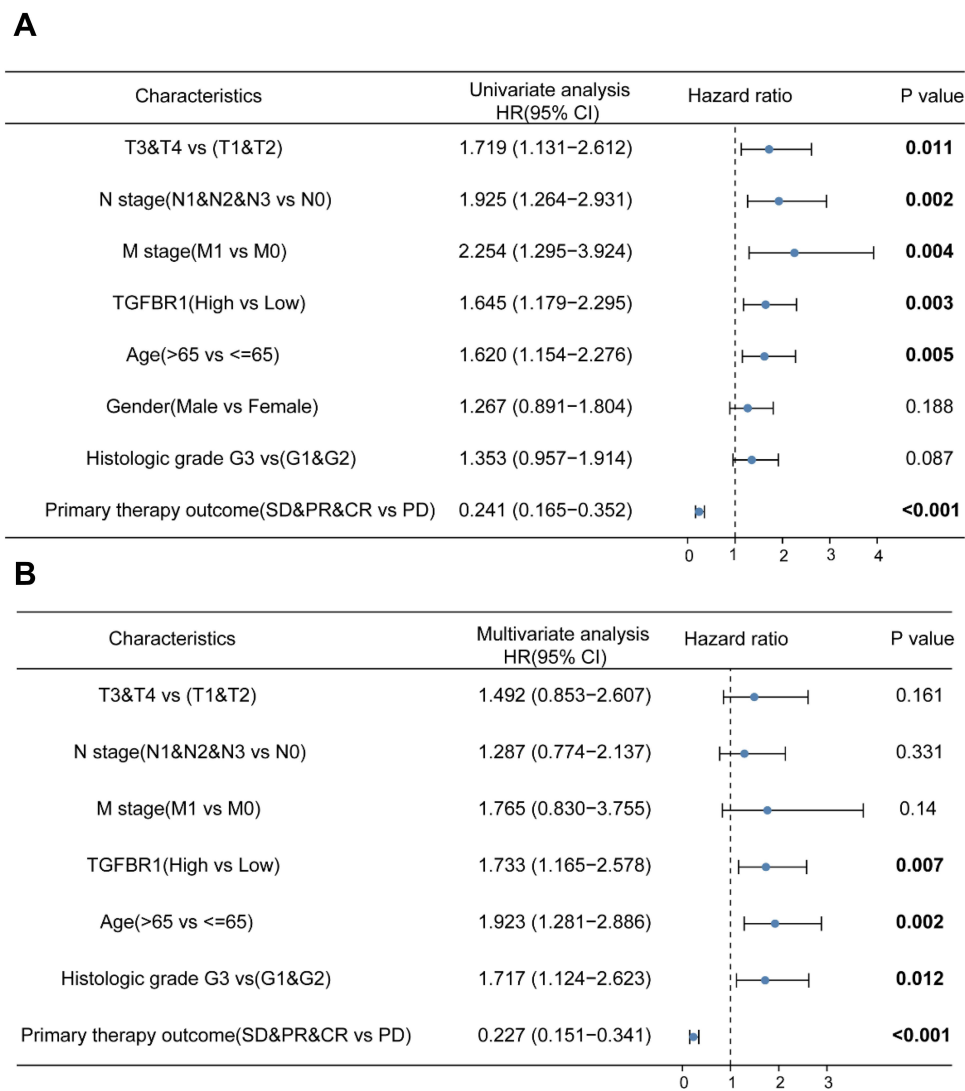 A
Characteristics Univariate analysis Hazard ratio P value
HR(95% CI)
T3&T4 vs (T1&T2) 1.719 (1.131−2.612) 0.011
N stage(N1&N2&N3 vs N0) 1.925 (1.264−2.931) 0.002
M stage(M1 vs M0) 2.254 (1.295−3.924) 0.004
TGFBR1(High vs Low) 1.645 (1.179−2.295) 0.003
Age(>65 vs <=65) 1.620 (1.154−2.276) 0.005
Gender(Male vs Female) 1.267 (0.891−1.804) 0.188
Histologic grade G3 vs(G1&G2) 1.353 (0.957−1.914) 0.087
Primary therapy outcome(SD&PR&CR vs PD) 0.241 (0.165−0.352) <0.001
0 1 2 3 4
B
Characteristics Multivariate analysis Hazard ratio P value
HR(95% CI)
T3&T4 vs (T1&T2) 1.492 (0.853−2.607) 0.161
N stage(N1&N2&N3 vs N0) 1.287 (0.774−2.137) 0.331
M stage(M1 vs M0) 1.765 (0.830−3.755) 0.14
TGFBR1(High vs Low) 1.733 (1.165−2.578) 0.007
Age(>65 vs <=65) 1.923 (1.281−2.886) 0.002
Histologic grade G3 vs(G1&G2) 1.717 (1.124−2.623) 0.012
Primary therapy outcome(SD&PR&CR vs PD) 0.227 (0.151−0.341) <0.001
0 1 2 3